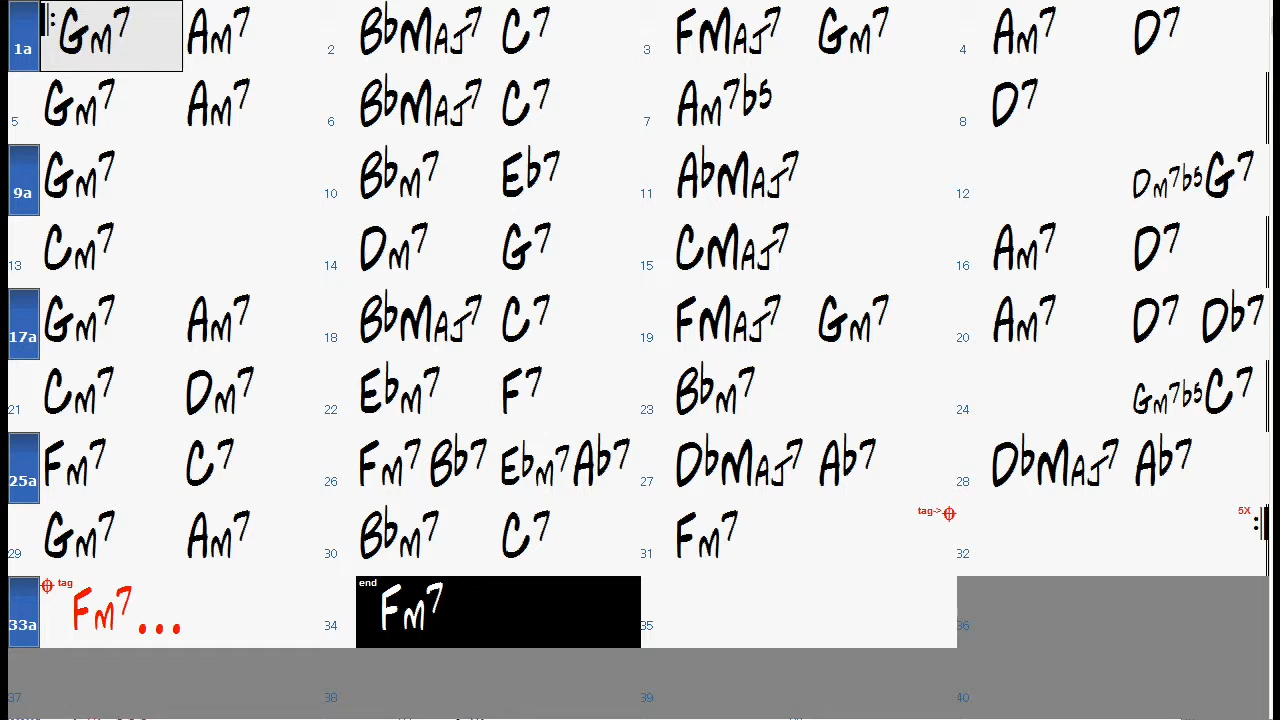 1a Gm7 Am7 2 BbMAJ7 C7 3 FMAJ7 Gm7 4 Am7 D7
5 Gm7 Am7 6 BbMAJ7 C7 7 Am7b5 8 D7
9a Gm7 10 Bbm7 Eb7 11 AbMAJ7 12 Dm7b5 G7
13 Cm7 14 Dm7 G7 15 CMAJ7 16 Am7 D7
17a Gm7 Am7 18 BbMAJ7 C7 19 FMAJ7 Gm7 20 Am7 D7 Db7
21 Cm7 Dm7 22 Ebm7 F7 23 Bbm7 24 Gm7b5 C7
25a Fm7 C7 26 Fm7 Bb7 Ebm7 Ab7 27 DbMAJ7 Ab7 28 DbMAJ7 Ab7
tag-> 5X
29 Gm7 Am7 30 Bbm7 C7 31 Fm7 32
tag end
33a Fm7... 34 Fm7 35 36
37 38 39 40